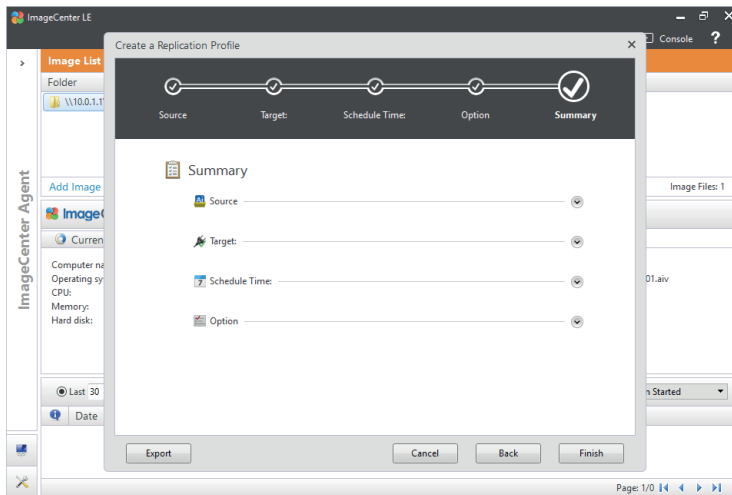 ImageCenter LE
Console ?
Create a Replication Profile
Image List
Folder
\\10.0.1.1
Source Target: Schedule Time: Option Summary
Summary
Source
Target:
7 Schedule Time:
Option
Add Image
Image Files: 1
ImageCenter Agent
Image
Curren
Computer na
Operating sy
01.aiv
CPU:
Memory:
Hard disk:
Last 30
n Started
Date
Export Cancel Back Finish
Page: 1/0